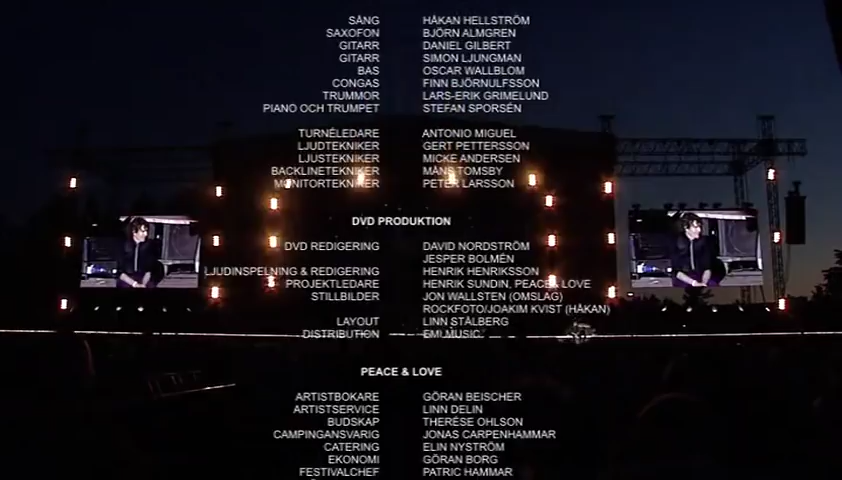 SÅNG HÅKAN HELLSTRÖM
SAXOFON BJÖRN ALMGREN
GITARR DANIEL GILBERT
GITARR SIMON LJUNGMAN
BAS OSCAR WALLBLOM
CONGAS FINN BJÖRNULFSSON
TRUMMOR LARS-ERIK GRIMELUND
PIANO OCH TRUMPET STEFAN SPORSÉN
TURNÉLEDARE ANTONIO MIGUEL
LJUDTEKNIKER GERT PETTERSSON
LJUSTEKNIKER MICKE ANDERSEN
BACKLINETEKNIKER MÅNS TOMSBY
MONITORTEKNIKER PETER LARSSON
DVD PRODUKTION
DVD REDIGERING DAVID NORDSTRÖM
JESPER BOLMÉN
LJUDINSPELNING & REDIGERING HENRIK HENRIKSSON
PROJEKTLEDARE HENRIK SUNDIN, PEACE & LOVE
STILLBILDER JON WALLSTEN (OMSLAG)
ROCKFOTO/JOAKIM KVIST (HÅKAN)
LAYOUT LINN STÅLBERG
DISTRIBUTION EMI MUSIC
PEACE & LOVE
ARTISTBOKARE GÖRAN BEISCHER
ARTISTSERVICE LINN DELIN
BUDSKAP THERÉSE OHLSON
CAMPINGANSVARIG JONAS CARPENHAMMAR
CATERING ELIN NYSTRÖM
EKONOMI GÖRAN BORG
FESTIVALCHEF PATRIC HAMMAR